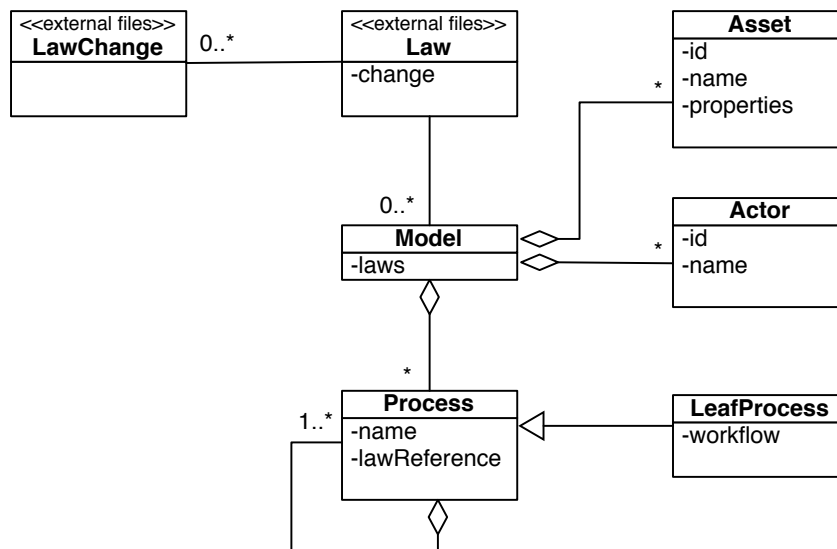 <<external files>>
LawChange
0..*
<<external files>>
Law
-change
Asset
-id
-name
-properties
*
0..*
Model
-laws
Actor
-id
-name
*
*
Process
-name
-lawReference
1..*
LeafProcess
-workflow